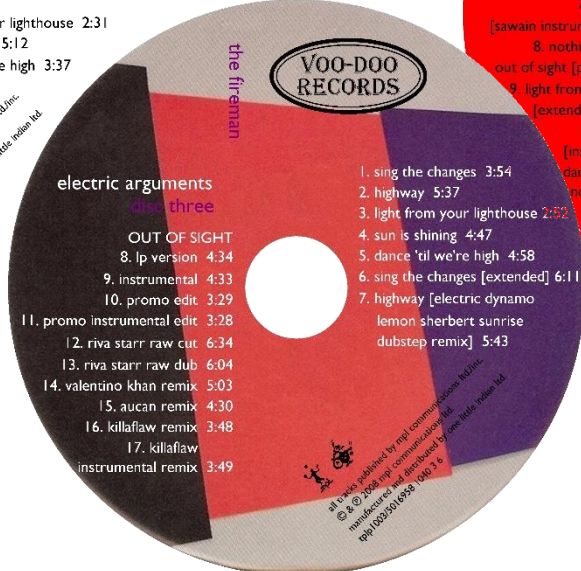 r lighthouse 2:31
5:12
e high 3:37
the fireman
VOO-DOO
RECORDS
electric arguments
disc three
OUT OF SIGHT
8. lp version 4:34
9. instrumental 4:33
10. promo edit 3:29
11. promo instrumental edit 3:28
12. riva starr raw cut 6:34
13. riva starr raw dub 6:04
14. valentino khan remix 5:03
15. aucan remix 4:30
16. killaflaw remix 3:48
17. killaflaw
instrumental remix 3:49
1. sing the changes 3:54
2. highway 5:37
3. light from your lighthouse 2:52
4. sun is shining 4:47
5. dance 'til we're high 4:58
6. sing the changes [extended] 6:11
7. highway [electric dynamo
lemon sherbert sunrise
dubstep remix] 5:43
mpl
all tracks published by mpl communications ltd./inc.
© & ℗ 2008 mpl communications ltd.
manufactured and distributed by one little indian ltd.
tplp1003/5016958 1040 3 6
ltd./inc.
little indian ltd.
[sawain instru
8. noth
out of sight [p
9. light from
[extend
[in
dan